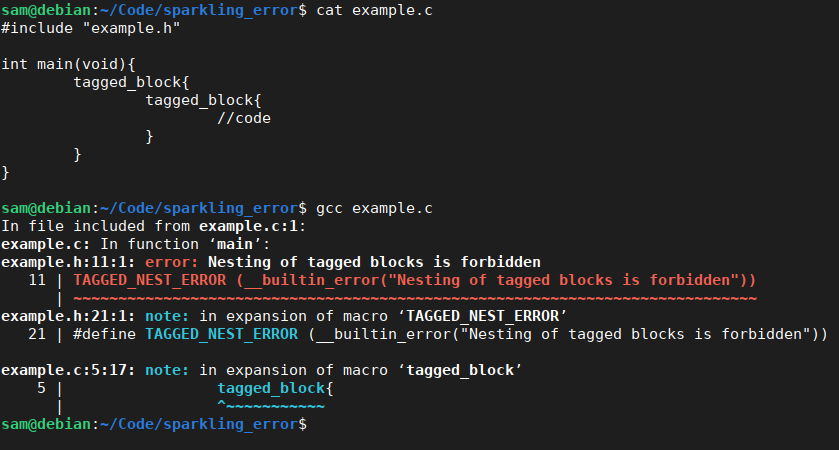 sam@debian:~/Code/sparkling_error$ cat example.c
#include "example.h"
int main(void){
tagged_block{
tagged_block{
//code
}
}
}
sam@debian:~/Code/sparkling_error$ gcc example.c
In file included from example.c:1:
example.c: In function ‘main’:
example.h:11:1: error: Nesting of tagged blocks is forbidden
11 | TAGGED_NEST_ERROR (__builtin_error("Nesting of tagged blocks is forbidden"))
| ~~~~~~~~~~~~~~~~~~~~~~~~~~~~~~~~~~~~~~~~~~~~~~~~~~~~~~~~~~~~~~~~~~~~~~~~~~~~
example.h:21:1: note: in expansion of macro ‘TAGGED_NEST_ERROR’
21 | #define TAGGED_NEST_ERROR (__builtin_error("Nesting of tagged blocks is forbidden"))
example.c:5:17: note: in expansion of macro ‘tagged_block’
5 | tagged_block{
| ^~~~~~~~~~~~
sam@debian:~/Code/sparkling_error$